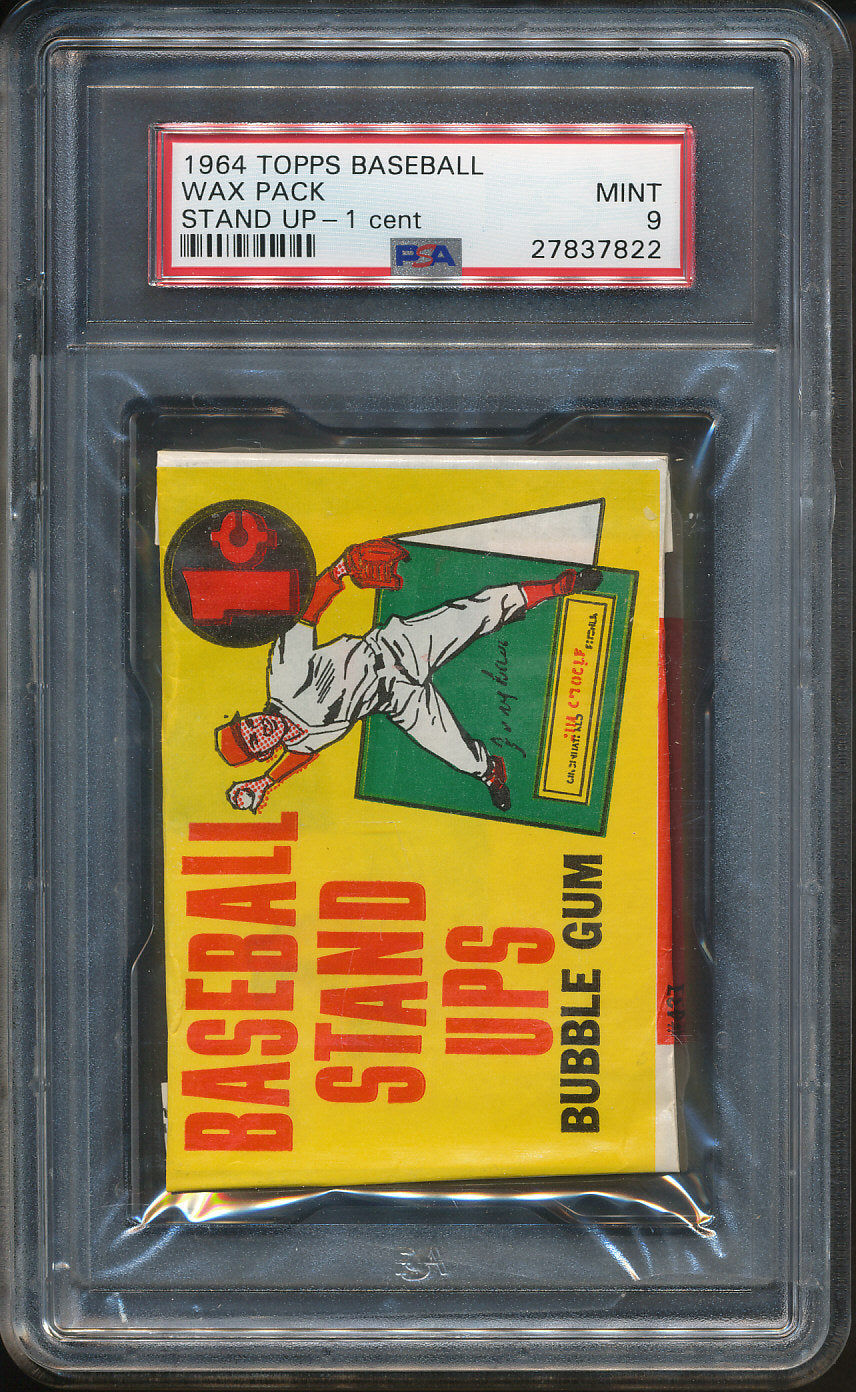 1964 TOPPS BASEBALL
WAX PACK MINT
STAND UP – 1 cent 9
PSA 27837822
1¢
BASEBALL
STAND
UPS
BUBBLE GUM
PSA